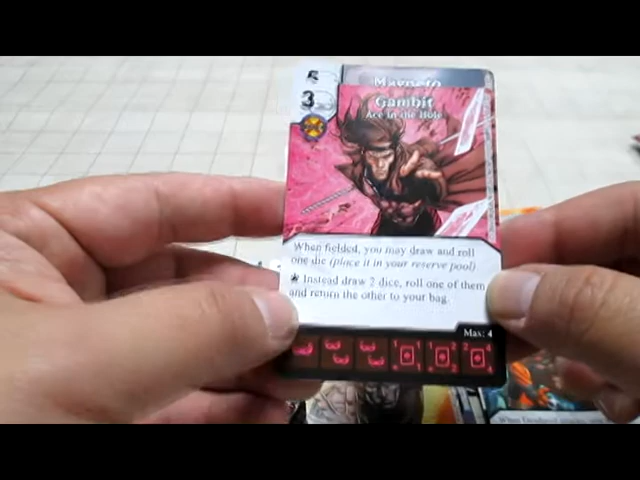 5
Magneto
3
Gambit
Ace in the Hole
When fielded, you may draw and roll
one die (place it in your reserve pool)
Instead draw 2 dice, roll one of them
and return the other to your bag.
Max: 4